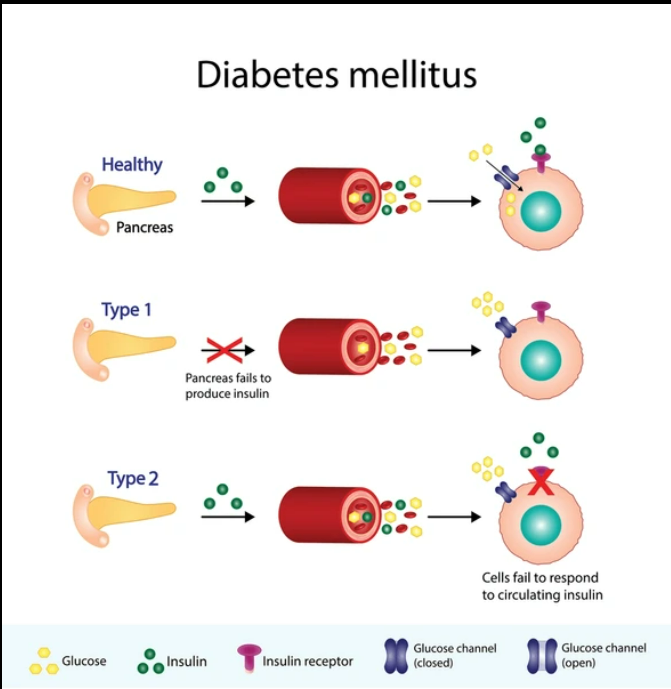 Diabetes mellitus
Healthy
Pancreas
Type 1
Pancreas fails to
produce insulin
Type 2
Cells fail to respond
to circulating insulin
Glucose
Insulin
Insulin receptor
Glucose channel
(closed)
Glucose channel
(open)